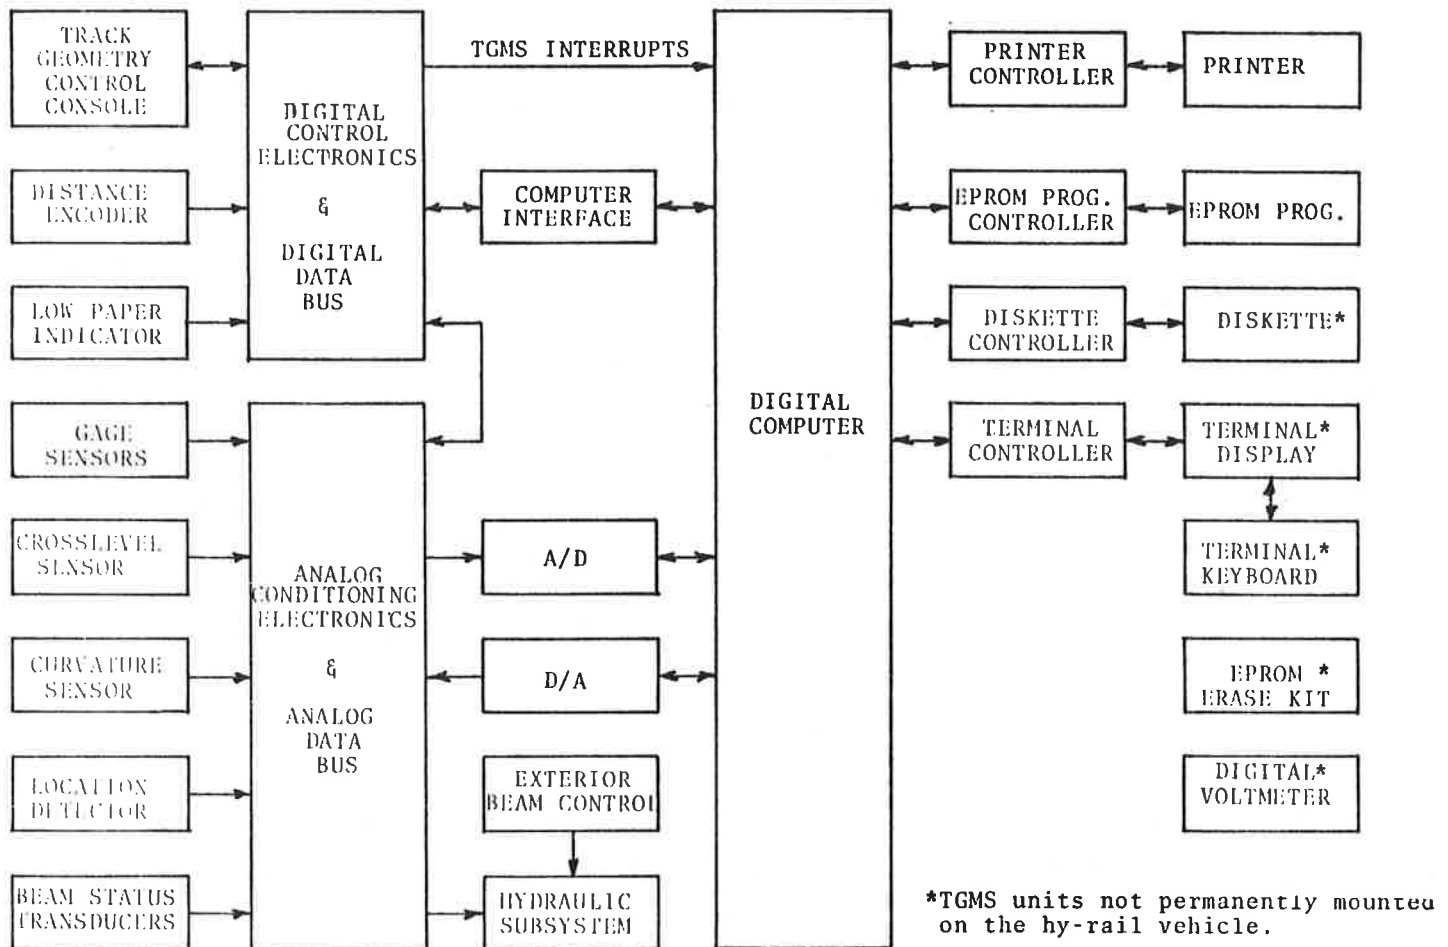 TRACK
GEOMETRY
CONTROL
CONSOLE
DISTANCE
ENCODER
LOW PAPER
INDICATOR
GAGE
SENSORS
CROSSLEVEL
SENSOR
CURVATURE
SENSOR
LOCATION
DETECTOR
BEAM STATUS
TRANSDUCERS
DIGITAL
CONTROL
ELECTRONICS
&
DIGITAL
DATA
BUS
ANALOG
CONDITIONING
ELECTRONICS
&
ANALOG
DATA
BUS
TGMS INTERRUPTS
COMPUTER
INTERFACE
A/D
D/A
EXTERIOR
BEAM CONTROL
HYDRAULIC
SUBSYSTEM
DIGITAL
COMPUTER
PRINTER
CONTROLLER
PRINTER
EPROM PROG.
CONTROLLER
EPROM PROG.
DISKETTE
CONTROLLER
DISKETTE*
TERMINAL
CONTROLLER
TERMINAL*
DISPLAY
TERMINAL*
KEYBOARD
EPROM *
ERASE KIT
DIGITAL*
VOLTMETER
*TGMS units not permanently mounted
on the hy-rail vehicle.